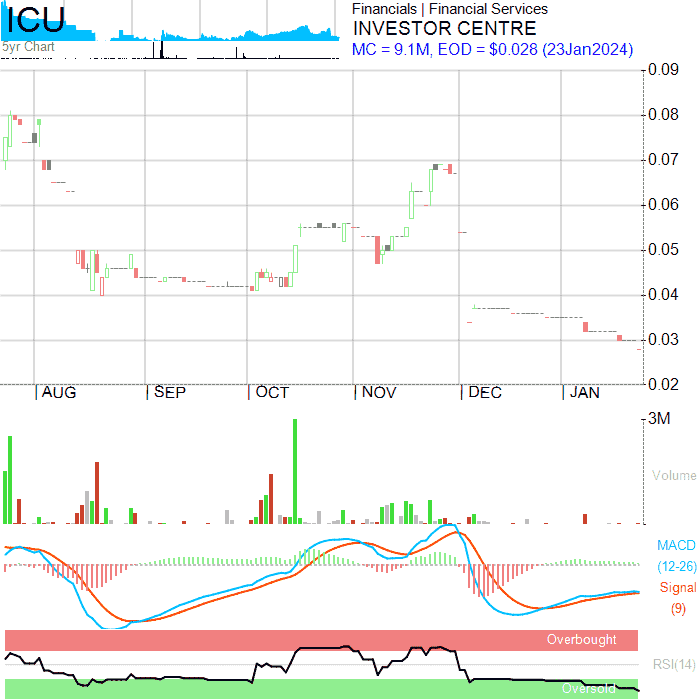 ICU
5yr Chart
Financials | Financial Services
INVESTOR CENTRE
MC = 9.1M, EOD = $0.028 (23Jan2024)
0.09
0.08
0.07
0.06
0.05
0.04
0.03
0.02
AUG SEP OCT NOV DEC JAN
3M
Volume
MACD
(12-26)
Signal
(9)
Overbought
RSI(14)
Oversold